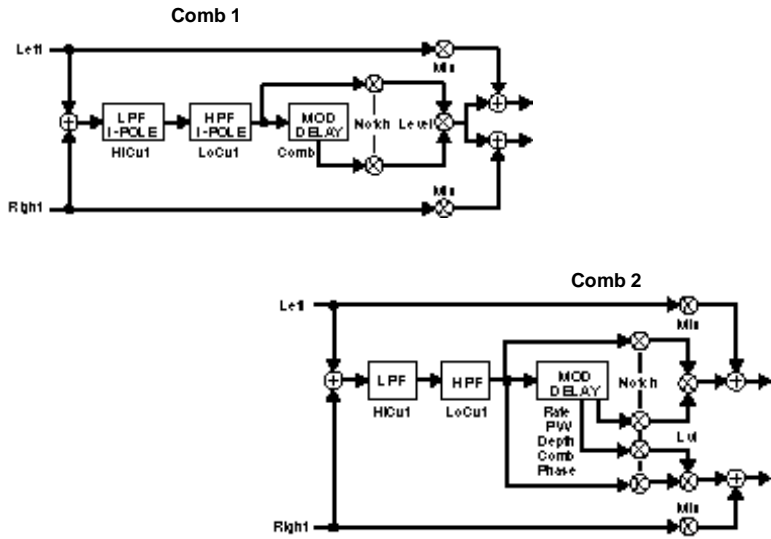 Comb 1
Left
Mix
LPF
1-POLE
HPF
1-POLE
MOD
DELAY
Notch
Level
HiCut
LoCut
Comb
Mix
Right
Comb 2
Left
Mix
LPF
HPF
MOD
DELAY
Notch
HiCut
LoCut
Rate
PW
Depth
Comb
Phase
Lvl
Mix
Right